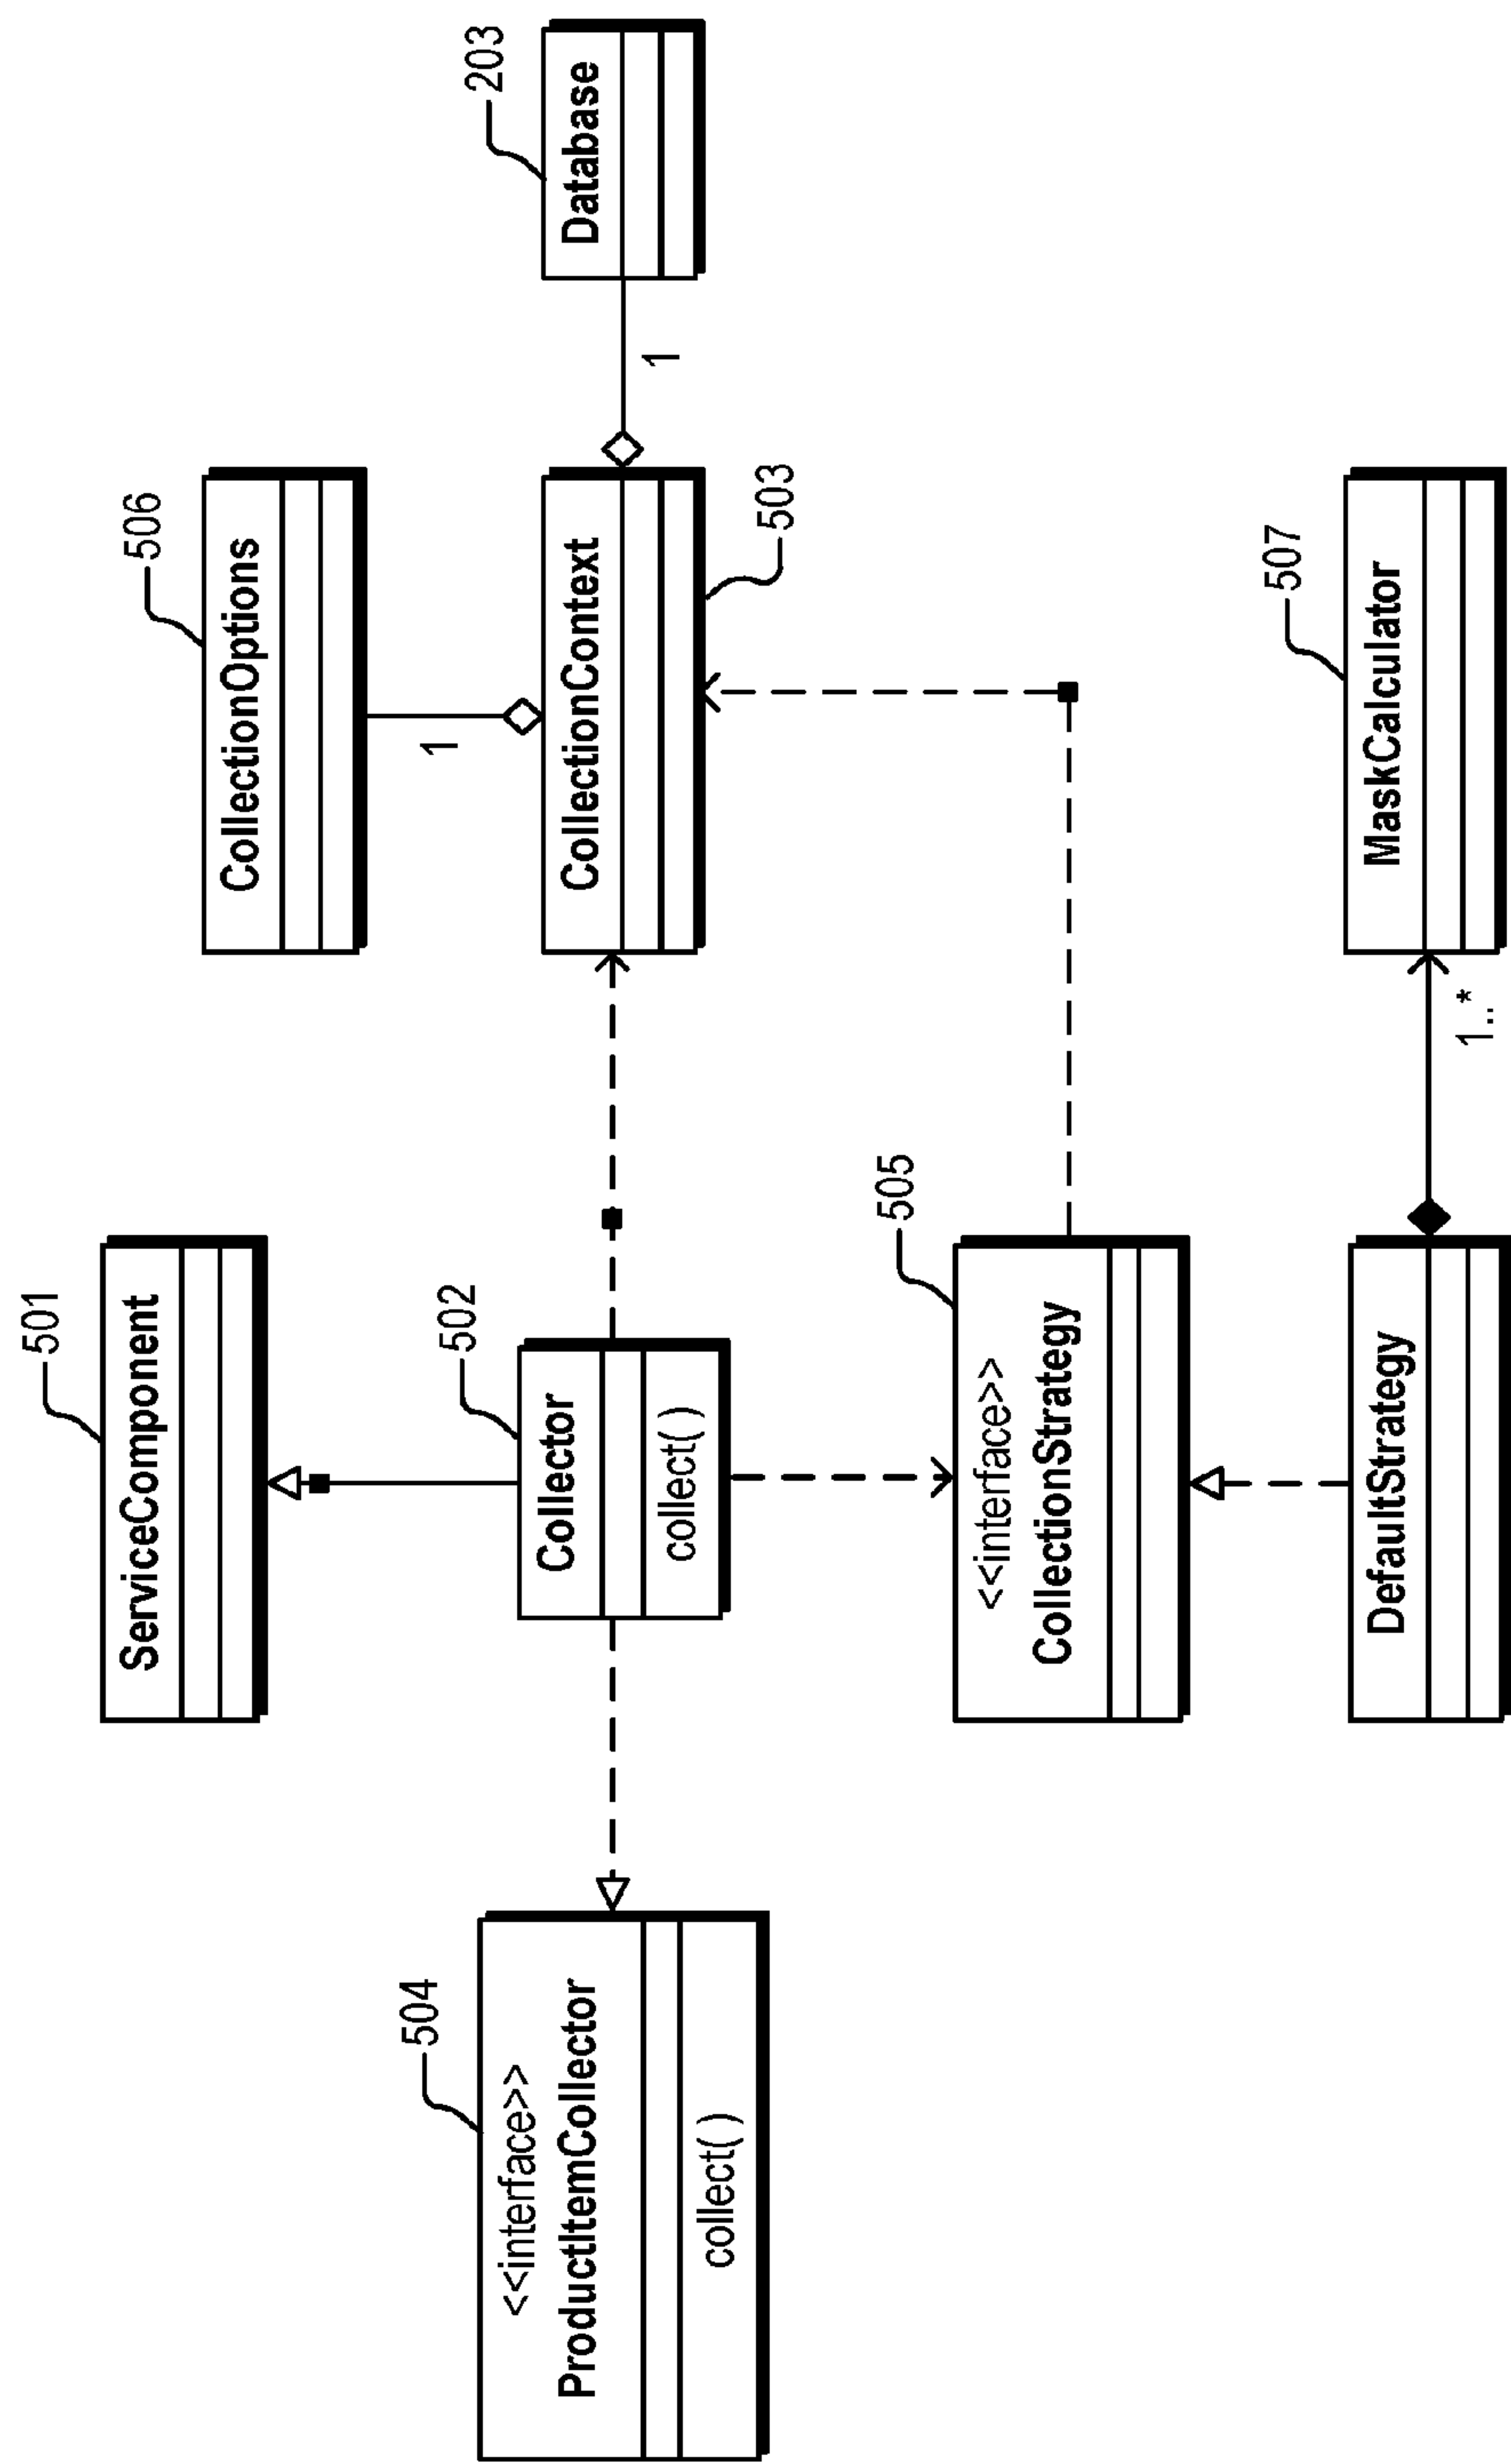 501
ServiceComponent
506
CollectionOptions
1
504
<<interface>>
ProductItemCollector
collect( )
502
Collector
collect( )
CollectionContext
503
1
203
Database
505
<<interface>>
CollectionStrategy
DefaultStrategy
1..*
507
MaskCalculator